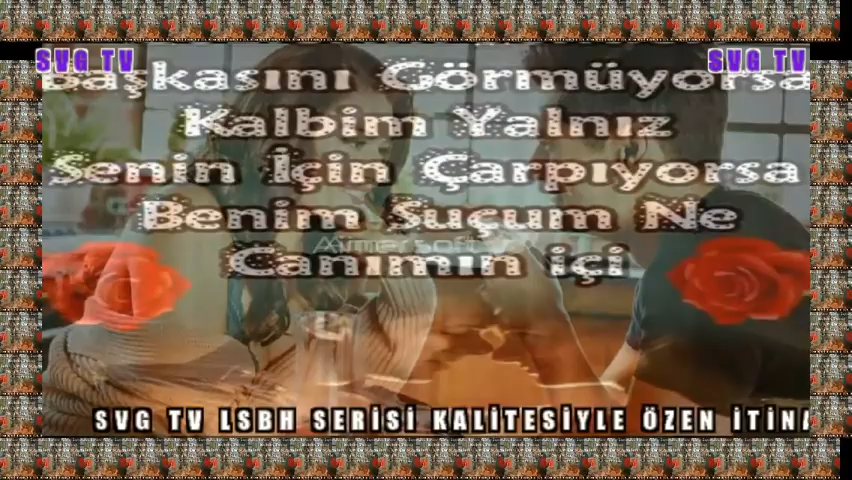 SVG TV
SVG TV
Başkasını Görmüyorsa
Kalbim Yalnız
Senin İçin Çarpıyorsa
Benim Suçum Ne
Canımın içi
SVG TV LSBH SERİSİ KALİTESİYLE ÖZEN İTİNA